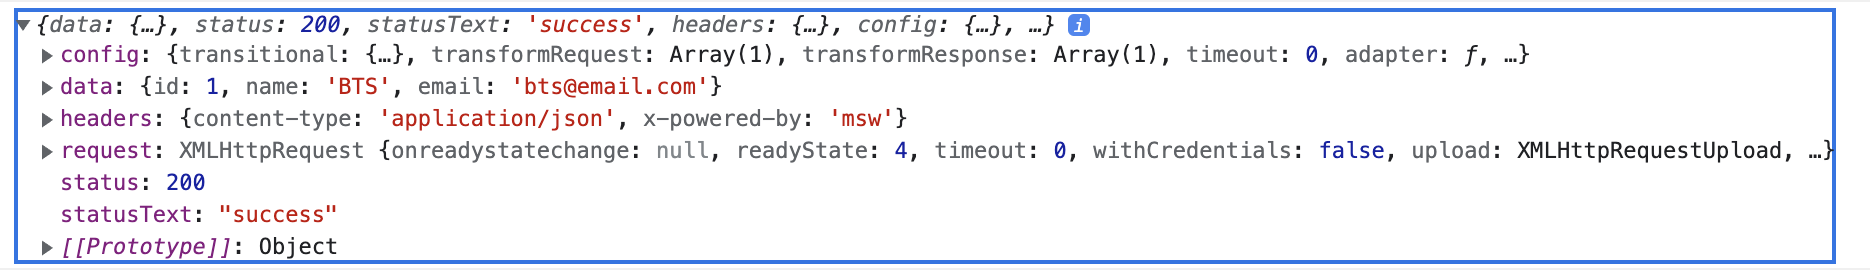 ▼{data: {…}, status: 200, statusText: 'success', headers: {…}, config: {…}, …} i
▶config: {transitional: {…}, transformRequest: Array(1), transformResponse: Array(1), timeout: 0, adapter: ƒ, …}
▶data: {id: 1, name: 'BTS', email: 'bts@email.com'}
▶headers: {content-type: 'application/json', x-powered-by: 'msw'}
▶request: XMLHttpRequest {onreadystatechange: null, readyState: 4, timeout: 0, withCredentials: false, upload: XMLHttpRequestUpload, …}
status: 200
statusText: "success"
▶[[Prototype]]: Object